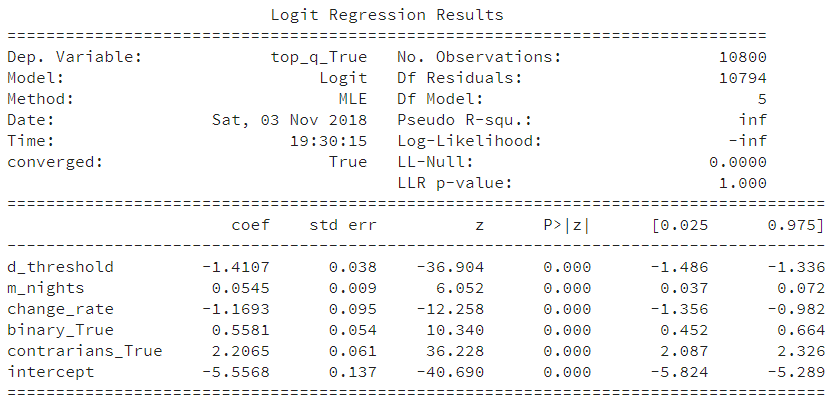 Logit Regression Results
==============================================================================
Dep. Variable: top_q_True No. Observations: 10800
Model: Logit Df Residuals: 10794
Method: MLE Df Model: 5
Date: Sat, 03 Nov 2018 Pseudo R-squ.: inf
Time: 19:30:15 Log-Likelihood: -inf
converged: True LL-Null: 0.0000
LLR p-value: 1.000
====================================================================================
coef std err z P>|z| [0.025 0.975]
------------------------------------------------------------------------------------
d_threshold -1.4107 0.038 -36.904 0.000 -1.486 -1.336
m_nights 0.0545 0.009 6.052 0.000 0.037 0.072
change_rate -1.1693 0.095 -12.258 0.000 -1.356 -0.982
binary_True 0.5581 0.054 10.340 0.000 0.452 0.664
contrarians_True 2.2065 0.061 36.228 0.000 2.087 2.326
intercept -5.5568 0.137 -40.690 0.000 -5.824 -5.289
====================================================================================